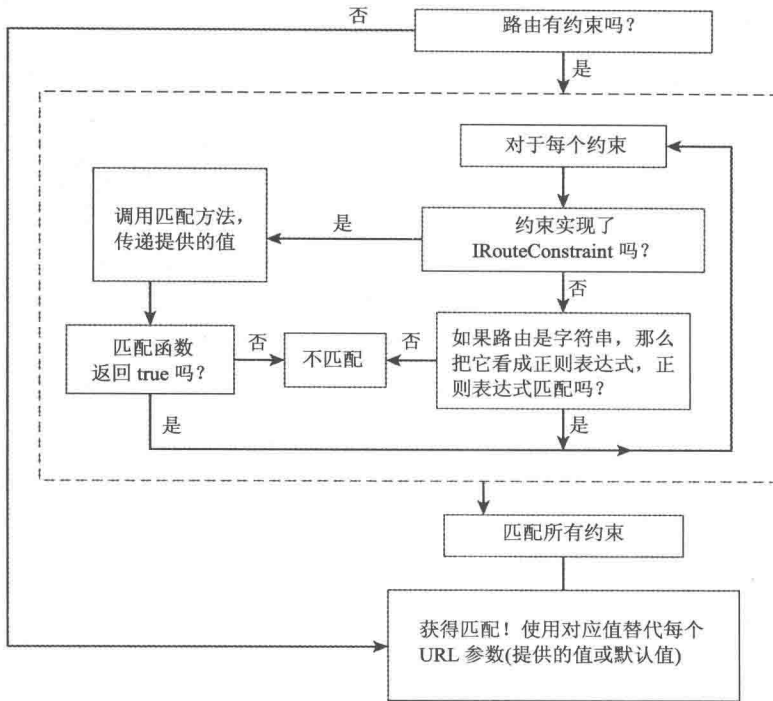 否
路由有约束吗？
是
对于每个约束
调用匹配方法，
传递提供的值
是
约束实现了
IRouteConstraint 吗？
否
匹配函数
返回 true 吗？
否
不匹配
否
如果路由是字符串，那么
把它看成正则表达式，正
则表达式匹配吗？
是
是
匹配所有约束
获得匹配！使用对应值替代每个
URL 参数(提供的值或默认值)